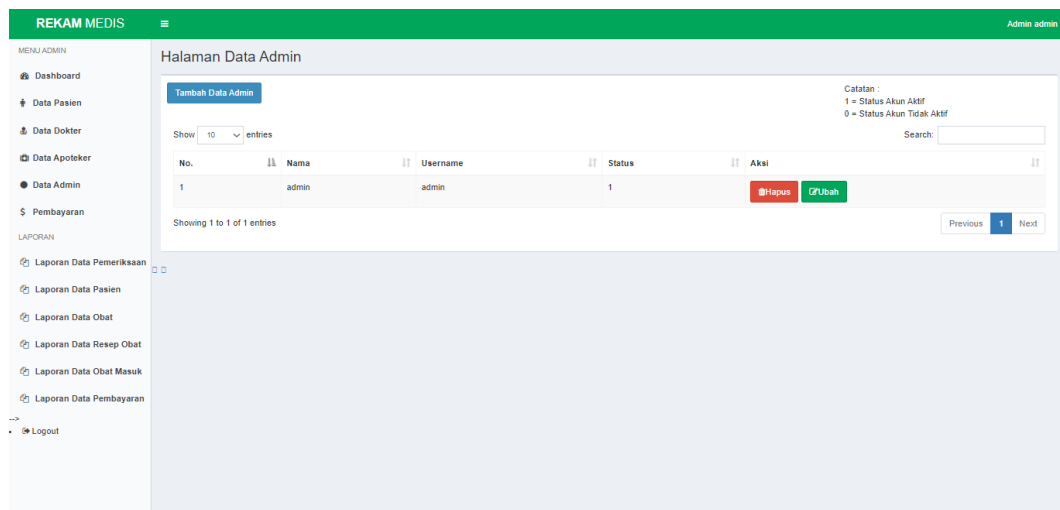 REKAM MEDIS
Admin admin
MENU ADMIN
Dashboard
Data Pasien
Data Dokter
Data Apoteker
Data Admin
Pembayaran
LAPORAN
Laporan Data Pemeriksaan
Laporan Data Pasien
Laporan Data Obat
Laporan Data Resep Obat
Laporan Data Obat Masuk
Laporan Data Pembayaran
-->
Logout
Halaman Data Admin
Tambah Data Admin
Catatan :
1 = Status Akun Aktif
0 = Status Akun Tidak Aktif
Show 10 entries
Search:
No. Nama Username Status Aksi
1 admin admin 1 Hapus Ubah
Showing 1 to 1 of 1 entries
Previous 1 Next